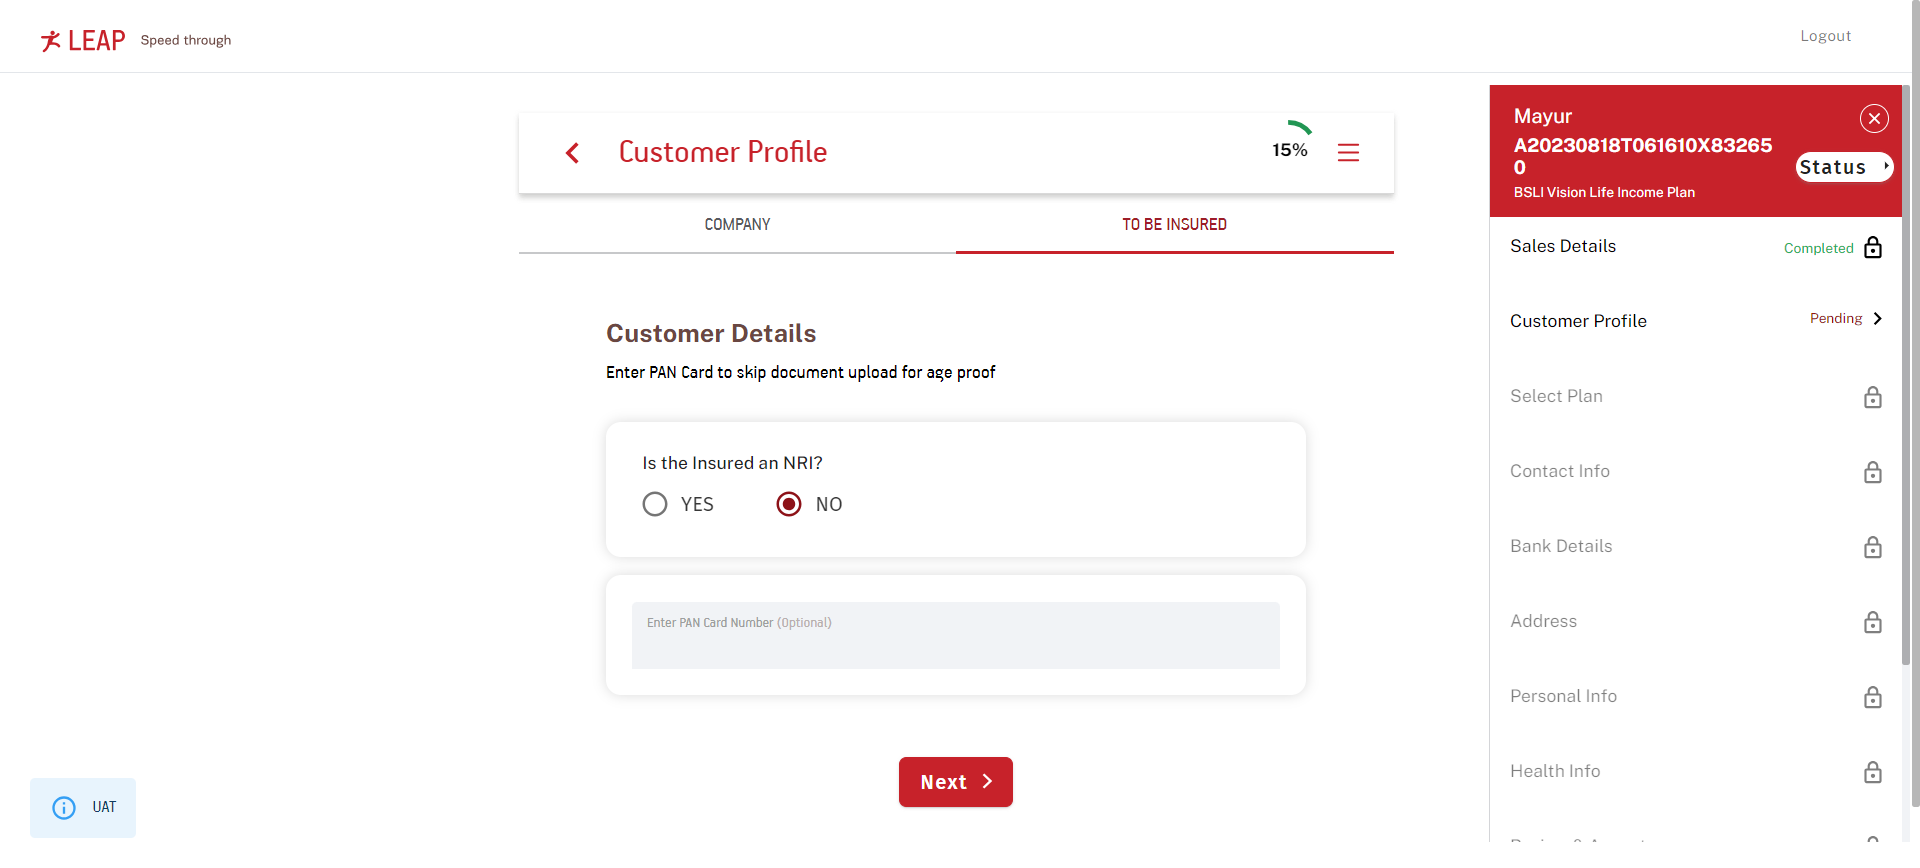 LEAP Speed through
Logout
Customer Profile
15%
COMPANY
TO BE INSURED
Customer Details
Enter PAN Card to skip document upload for age proof
Is the Insured an NRI?
YES
NO
Enter PAN Card Number (Optional)
Next
UAT
Mayur
A20230818T061610X83265
0
Status
BSLI Vision Life Income Plan
Sales Details
Completed
Customer Profile
Pending
Select Plan
Contact Info
Bank Details
Address
Personal Info
Health Info